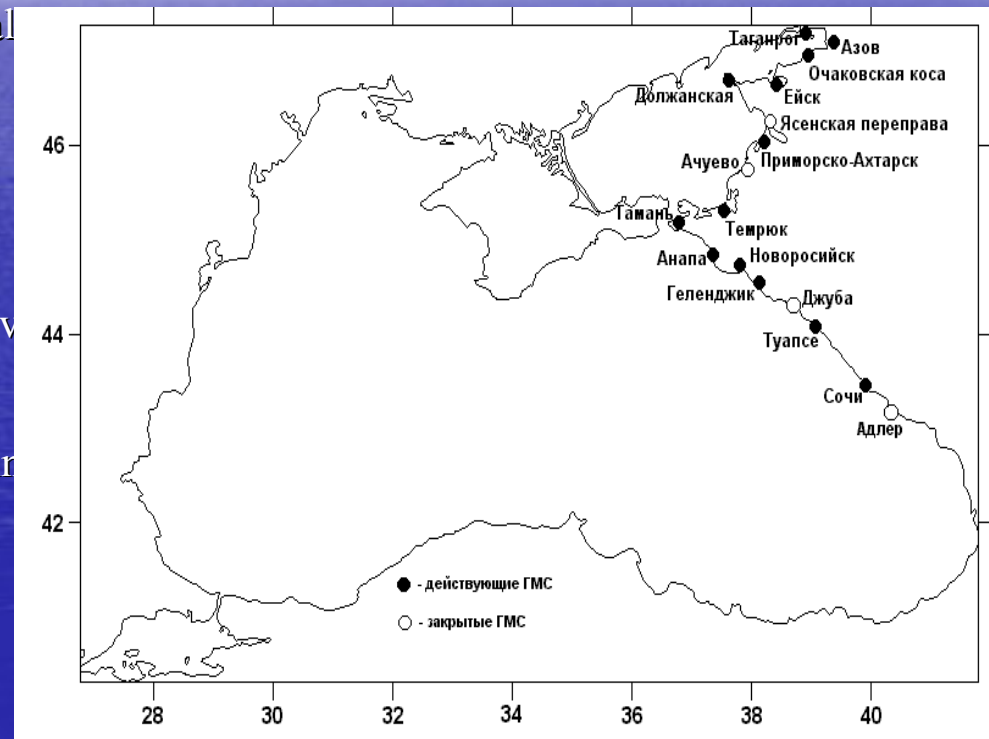 al
Таганрог
Азов
Очаковская коса
Должанская
Ейск
Ясенская переправа
46
Ачуево
Приморско-Ахтарск
Тамань
Темрюк
Анапа
Новоросийск
Геленджик
Джуба
v
44
Туапсе
Сочи
Адлер
42
- действующие ГМС
- закрытые ГМС
28 30 32 34 36 38 40